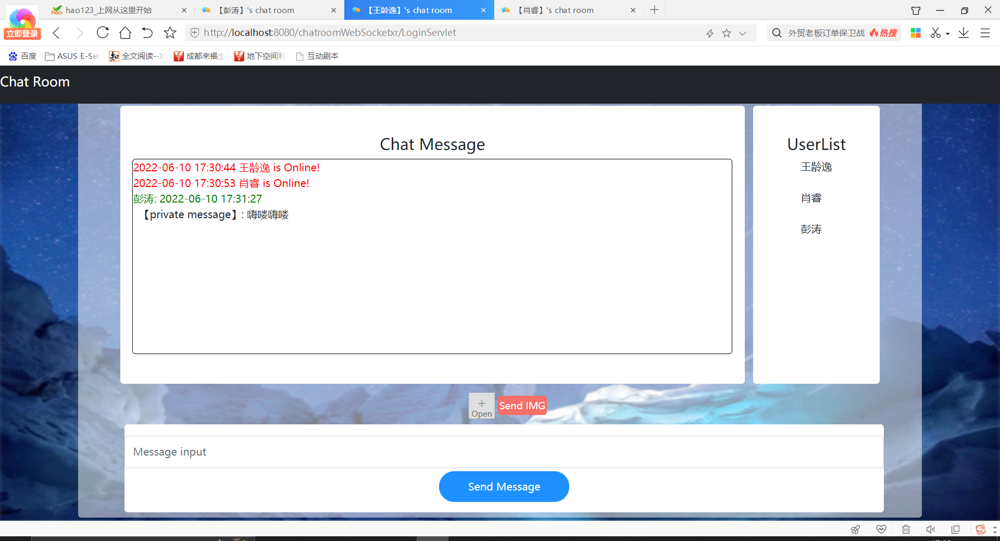 hao123_上网从这里开始
【彭涛】's chat room
【王龄逸】's chat room
【肖睿】's chat room
立即登录
http://localhost:8080/chatroomWebSocketxr/LoginServlet
外贸老板订单保卫战
热搜
百度
ASUS E-Ser
全文阅读--X
成都来福士
地下空间利
互动剧本
Chat Room
Chat Message
2022-06-10 17:30:44 王龄逸 is Online!
2022-06-10 17:30:53 肖睿 is Online!
彭涛: 2022-06-10 17:31:27
【private message】: 嗨喽嗨喽
UserList
王龄逸
肖睿
彭涛
+
Open
Send IMG
Message input
Send Message